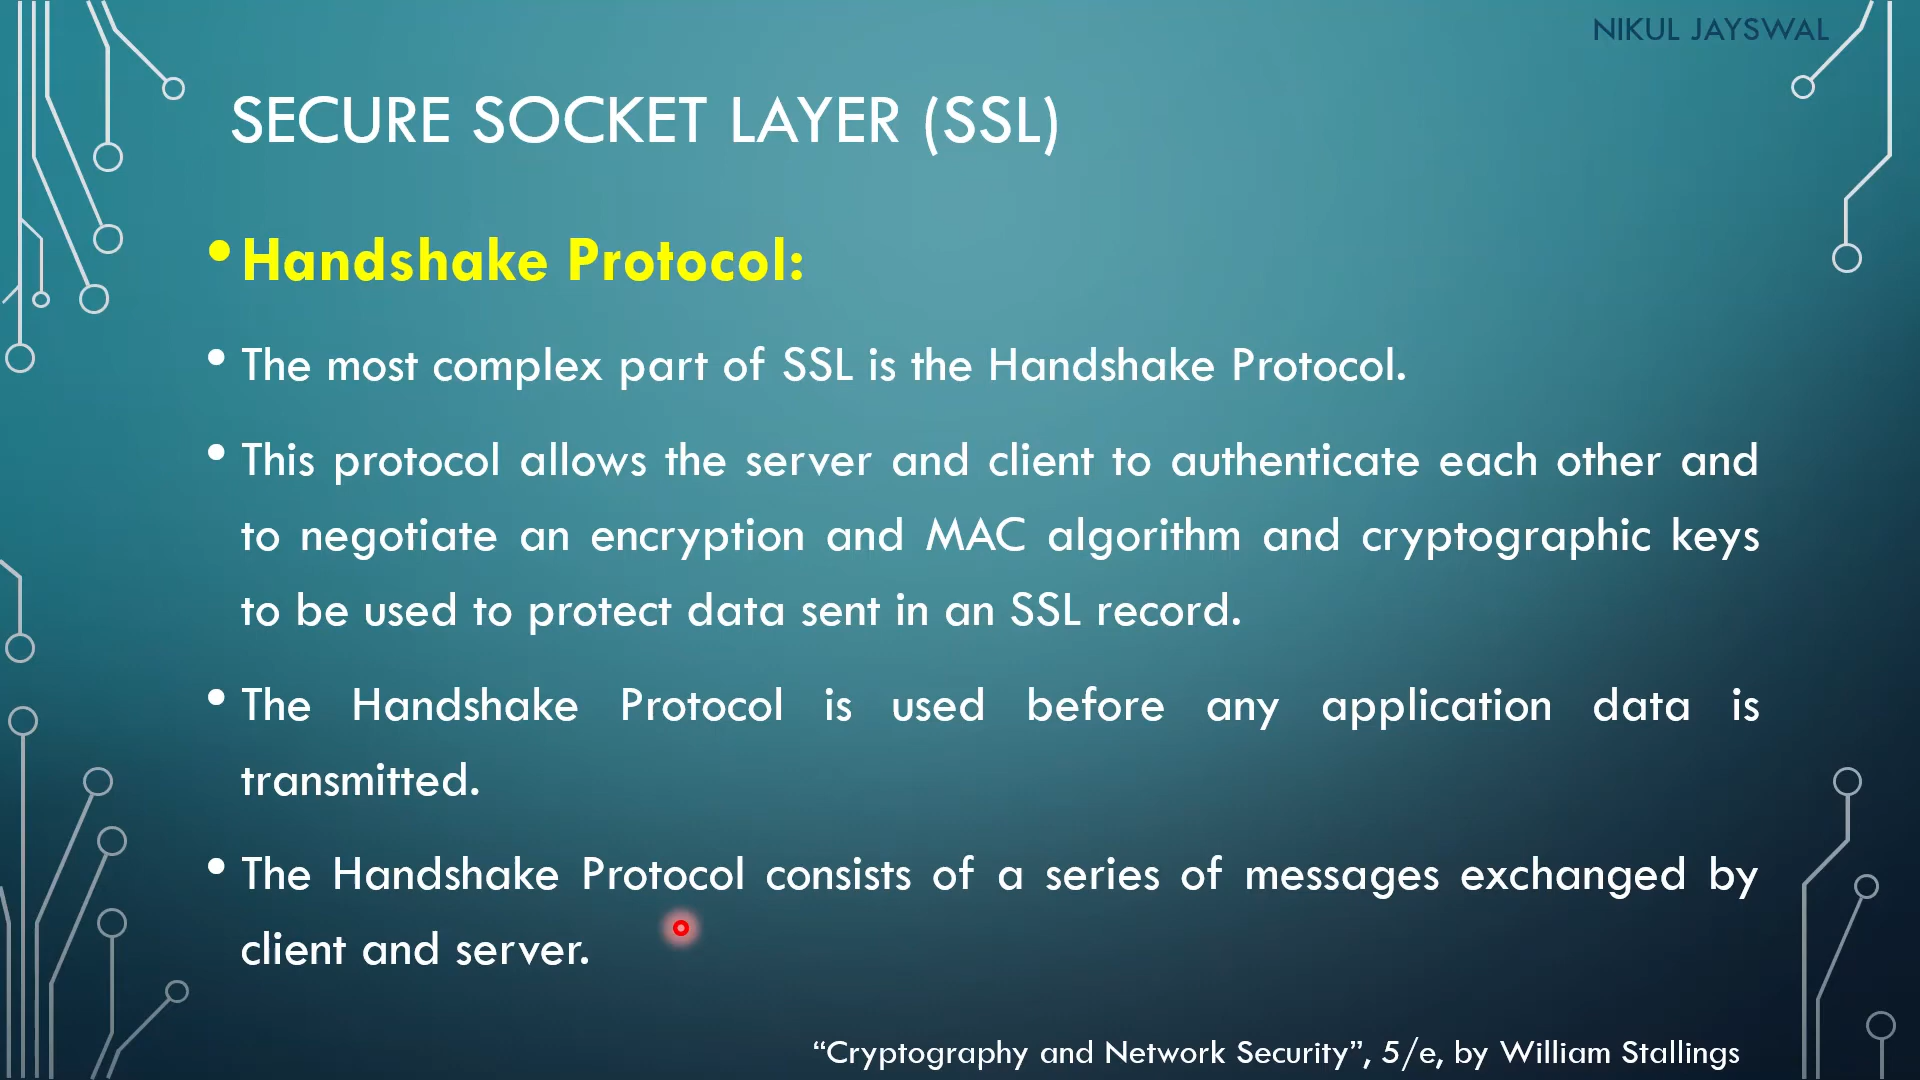 NIKUL JAYSWAL
SECURE SOCKET LAYER (SSL)
• Handshake Protocol:
• The most complex part of SSL is the Handshake Protocol.
• This protocol allows the server and client to authenticate each other and
to negotiate an encryption and MAC algorithm and cryptographic keys
to be used to protect data sent in an SSL record.
• The Handshake Protocol is used before any application data is
transmitted.
• The Handshake Protocol consists of a series of messages exchanged by
client and server.
“Cryptography and Network Security”, 5/e, by William Stallings